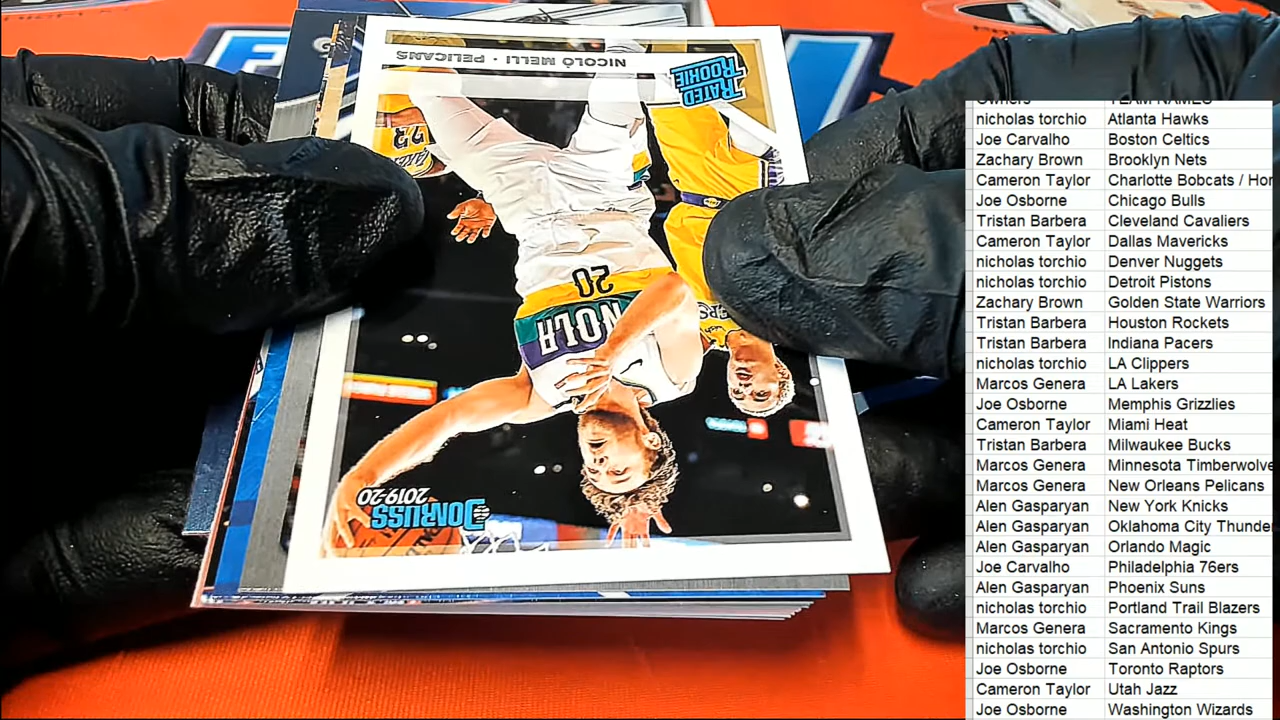 NICOLÒ MELLI • PELICANS
RATED ROOKIE
23
20
NOLA
2019-20
DONRUSS
Owners TEAM NAMES
nicholas torchio Atlanta Hawks
Joe Carvalho Boston Celtics
Zachary Brown Brooklyn Nets
Cameron Taylor Charlotte Bobcats / Hor
Joe Osborne Chicago Bulls
Tristan Barbera Cleveland Cavaliers
Cameron Taylor Dallas Mavericks
nicholas torchio Denver Nuggets
nicholas torchio Detroit Pistons
Zachary Brown Golden State Warriors
Tristan Barbera Houston Rockets
Tristan Barbera Indiana Pacers
nicholas torchio LA Clippers
Marcos Genera LA Lakers
Joe Osborne Memphis Grizzlies
Cameron Taylor Miami Heat
Tristan Barbera Milwaukee Bucks
Marcos Genera Minnesota Timberwolve
Marcos Genera New Orleans Pelicans
Alen Gasparyan New York Knicks
Alen Gasparyan Oklahoma City Thunder
Alen Gasparyan Orlando Magic
Joe Carvalho Philadelphia 76ers
Alen Gasparyan Phoenix Suns
nicholas torchio Portland Trail Blazers
Marcos Genera Sacramento Kings
nicholas torchio San Antonio Spurs
Joe Osborne Toronto Raptors
Cameron Taylor Utah Jazz
Joe Osborne Washington Wizards